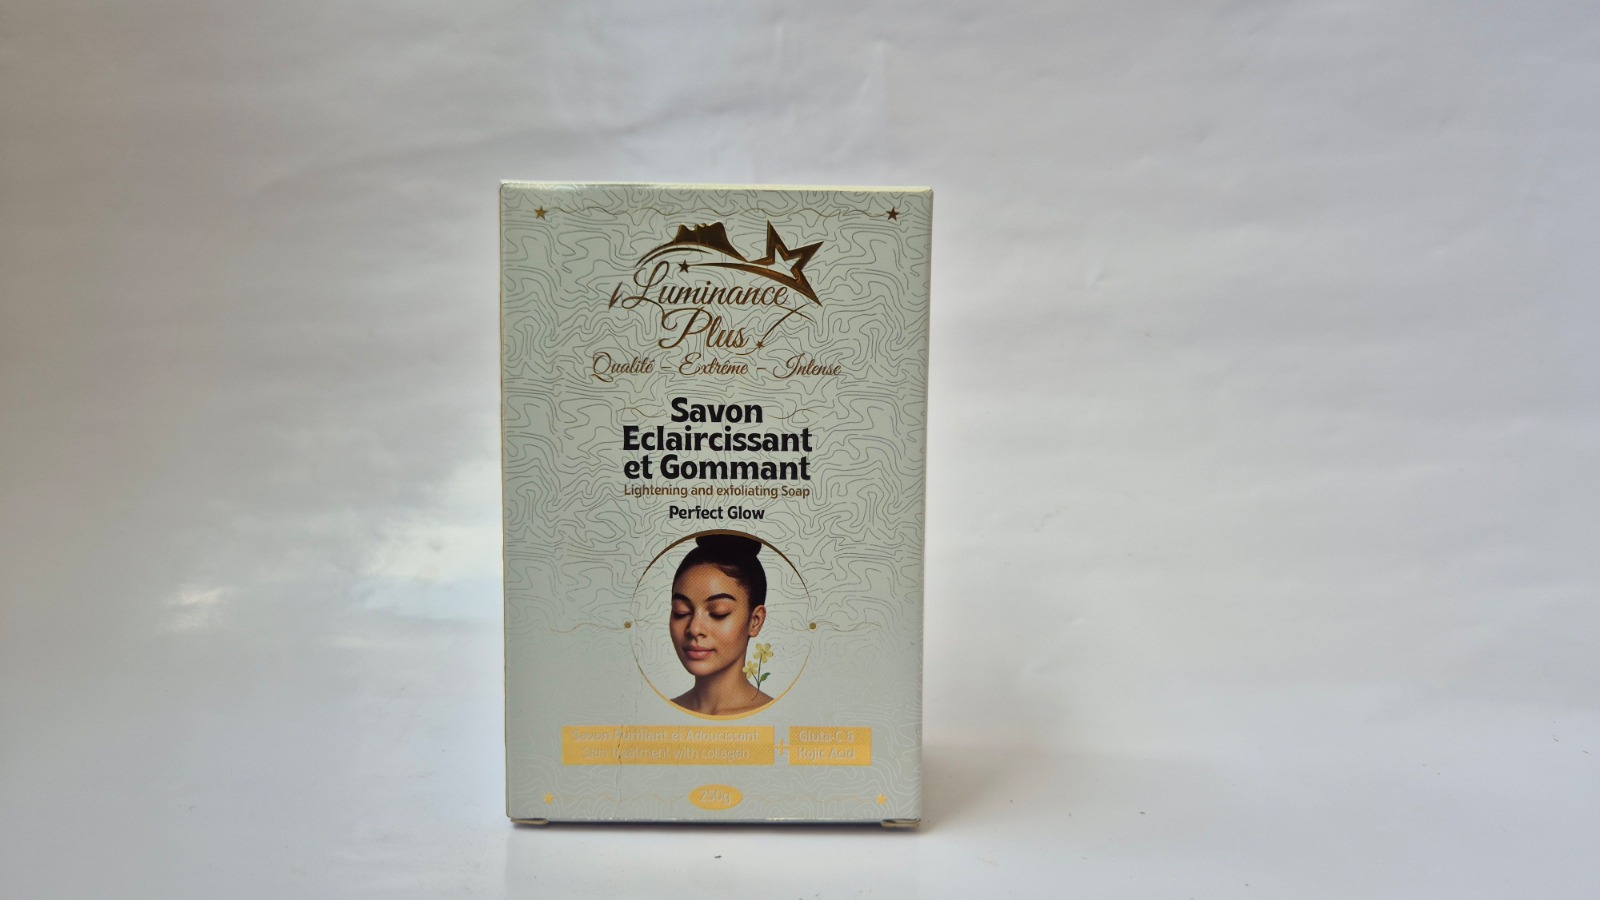 Luminance
Plus
Qualité – Extrême – Intense
Savon
Eclaircissant
et Gommant
Lightening and exfoliating Soap
Perfect Glow
Savon Purifiant et Adoucissant
Skin treatment with collagen
+
Gluta-C &
Kojic Acid
250g